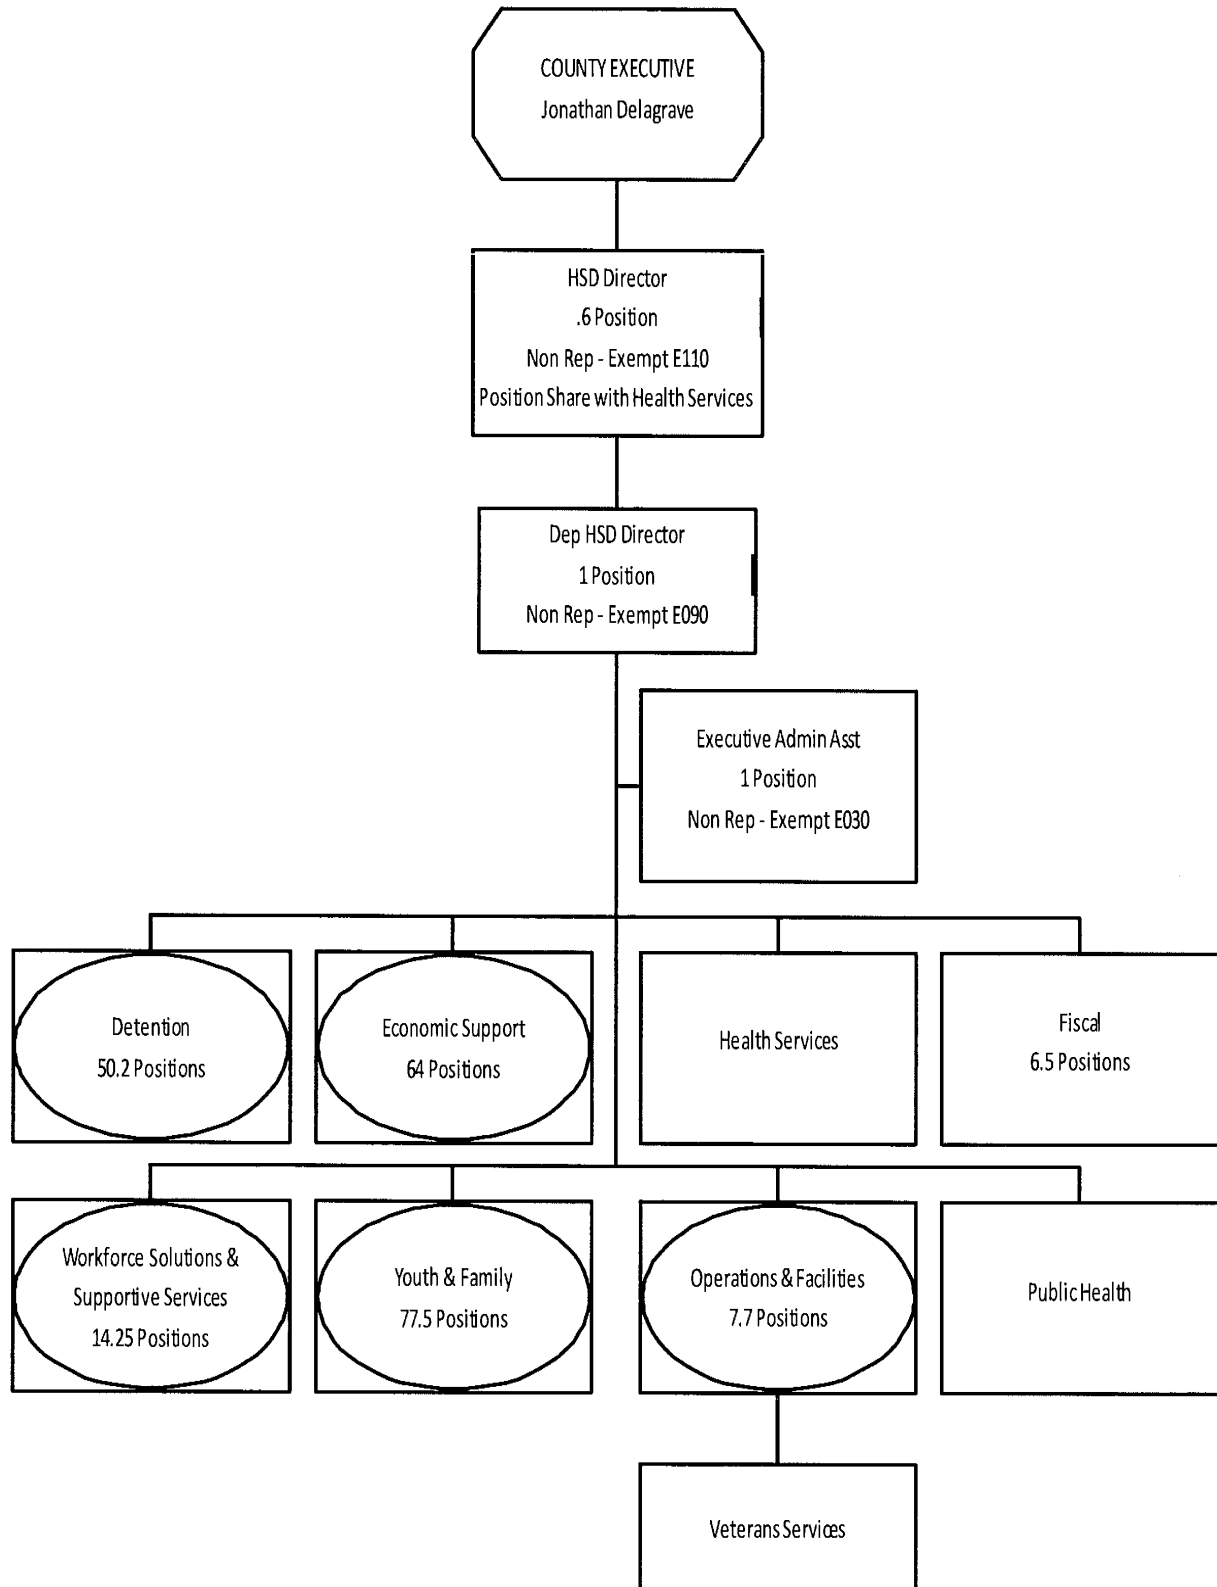 COUNTY EXECUTIVE
Jonathan Delagrave
HSD Director
.6 Position
Non Rep - Exempt E110
Position Share with Health Services
Dep HSD Director
1 Position
Non Rep - Exempt E090
Executive Admin Asst
1 Position
Non Rep - Exempt E030
Detention
50.2 Positions
Economic Support
64 Positions
Health Services
Fiscal
6.5 Positions
Workforce Solutions &
Supportive Services
14.25 Positions
Youth & Family
77.5 Positions
Operations & Facilities
7.7 Positions
Public Health
Veterans Services